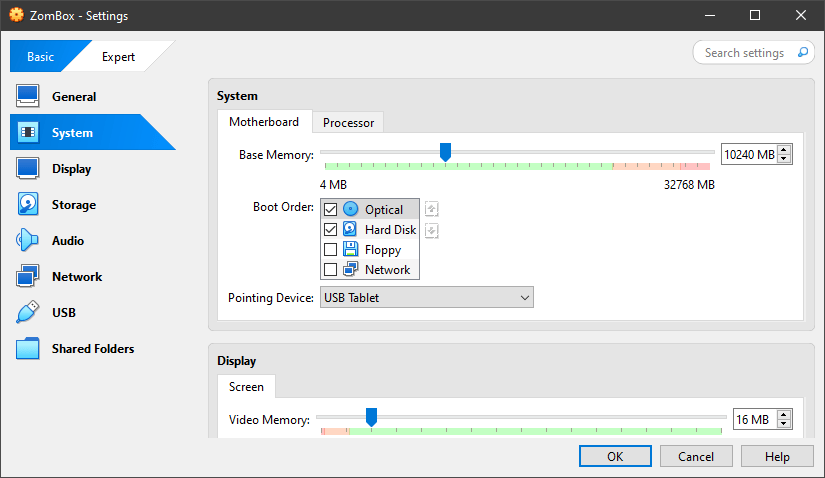 ZomBox - Settings
Basic
Expert
Search settings
General
System
Display
Storage
Audio
Network
USB
Shared Folders
System
Motherboard
Processor
Base Memory:
10240 MB
4 MB
32768 MB
Boot Order:
Optical
Hard Disk
Floppy
Network
Pointing Device:
USB Tablet
Display
Screen
Video Memory:
16 MB
OK
Cancel
Help